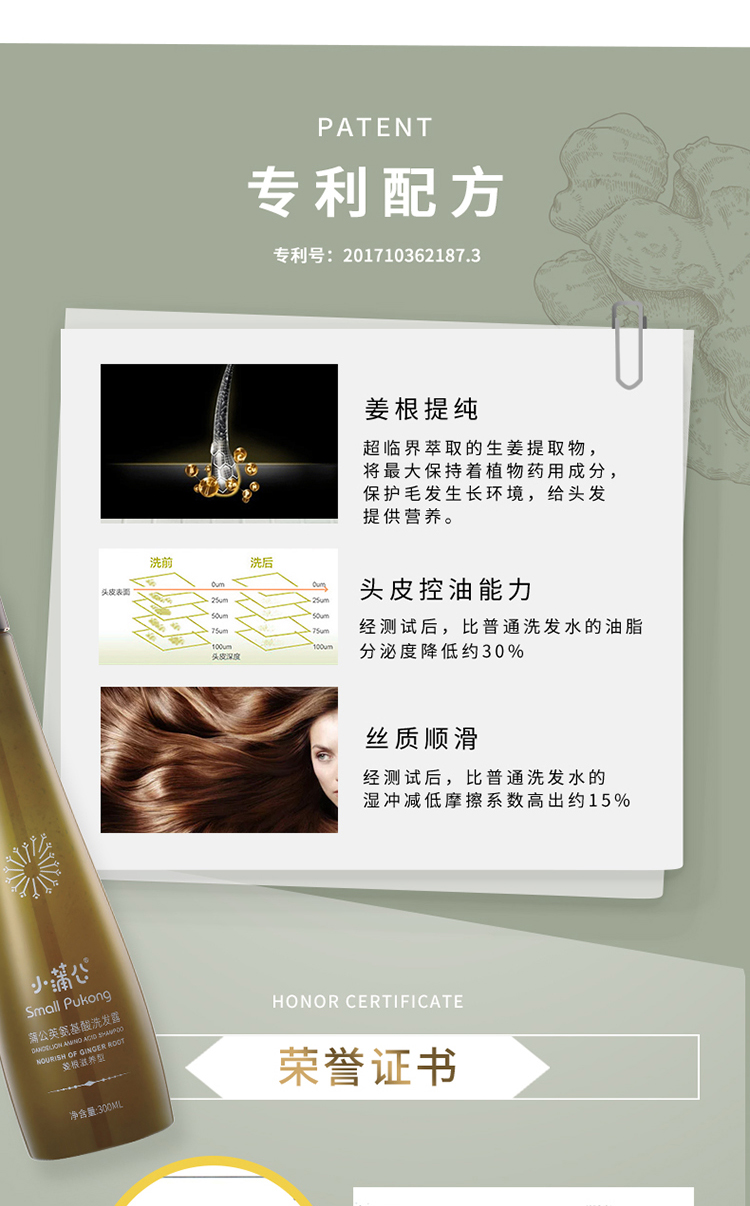 PATENT
专利配方
专利号：201710362187.3
姜根提纯
超临界萃取的生姜提取物，
将最大保持着植物药用成分，
保护毛发生长环境，给头发
提供营养。
洗前
洗后
头皮表面
0um
25um
50um
75um
100um
头皮深度
0um
25um
50um
75um
100um
头皮控油能力
经测试后，比普通洗发水的油脂
分泌度降低约30%
丝质顺滑
经测试后，比普通洗发水的
湿冲减低摩擦系数高出约15%
小蒲公®
Small Pukong
蒲公英氨基酸洗发露
DANDELION AMINO ACID SHAMPOO
NOURISH OF GINGER ROOT
姜根滋养型
净含量:300ML
HONOR CERTIFICATE
荣誉证书